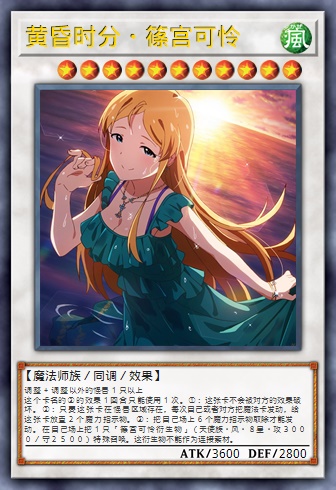 黄昏时分·篠宫可怜
風
【魔法师族／同调／效果】
调整＋调整以外的怪兽1只以上
这个卡名的②的效果1回合只能使用1次。①：这张卡不会被对方的效果破
坏。②：只要这张卡在怪兽区域存在，每次自己或者对方把魔法卡发动，给
这张卡放置2个魔力指示物。③：把自己场上6个魔力指示物取除才能发
动。在自己场上把1只「篠宫可怜衍生物」（天使族·风·8星·攻300
0／守2500）特殊召唤。这衍生物不能作为连接素材。
ATK/3600 DEF/2800